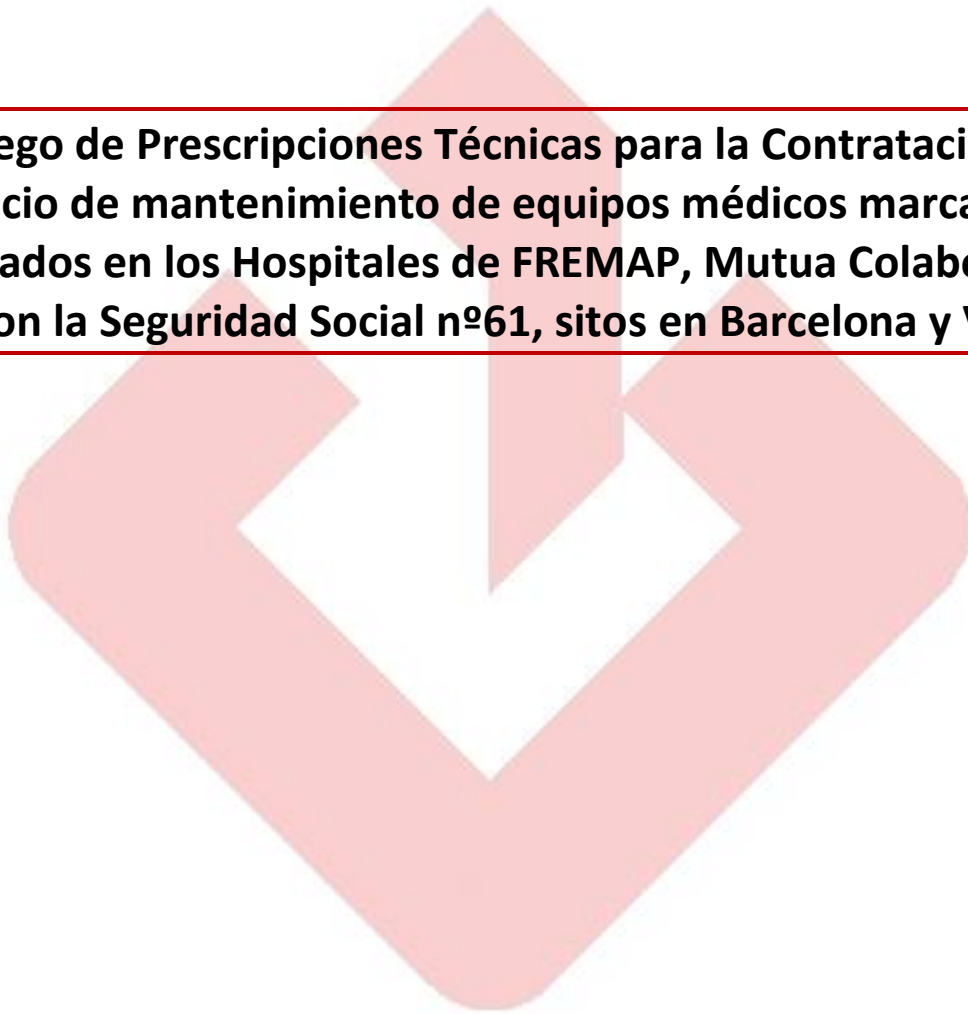 ego de Prescripciones Técnicas para la Contrataci
cio de mantenimiento de equipos médicos marca
ados en los Hospitales de FREMAP, Mutua Colab
on la Seguridad Social nº61, sitos en Barcelona y